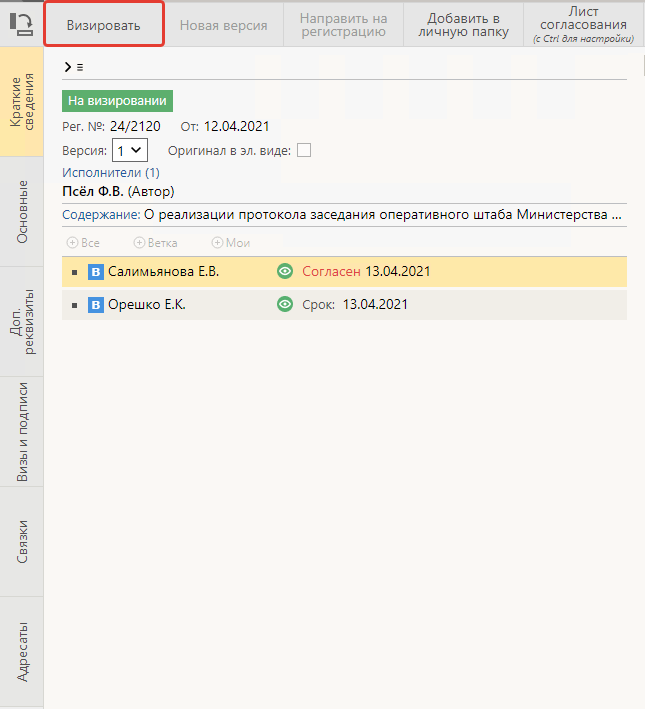 Визировать
Новая версия
Направить на
регистрацию
Добавить в
личную папку
Лист
согласования
(с Ctrl для настройки)
Краткие
сведения
Основные
Доп.
реквизиты
Визы и подписи
Связки
Адресаты
На визировании
Рег. №: 24/2120 От: 12.04.2021
Версия: 1 Оригинал в эл. виде:
Исполнители (1)
Псёл Ф.В. (Автор)
Содержание: О реализации протокола заседания оперативного штаба Министерства ...
Все Ветка Мои
В Салимьянова Е.В. Согласен 13.04.2021
В Орешко Е.К. Срок: 13.04.2021